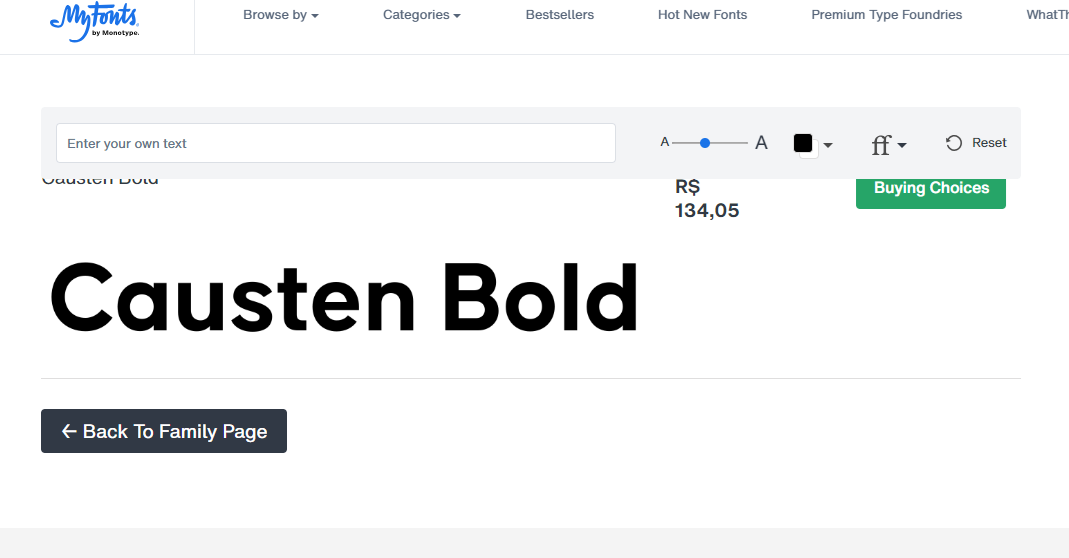 MyFonts
by Monotype.
Browse by
Categories
Bestsellers
Hot New Fonts
Premium Type Foundries
WhatTh
Enter your own text
A
A
ff
Reset
Causten Bold
R$
134,05
Buying Choices
Causten Bold
← Back To Family Page